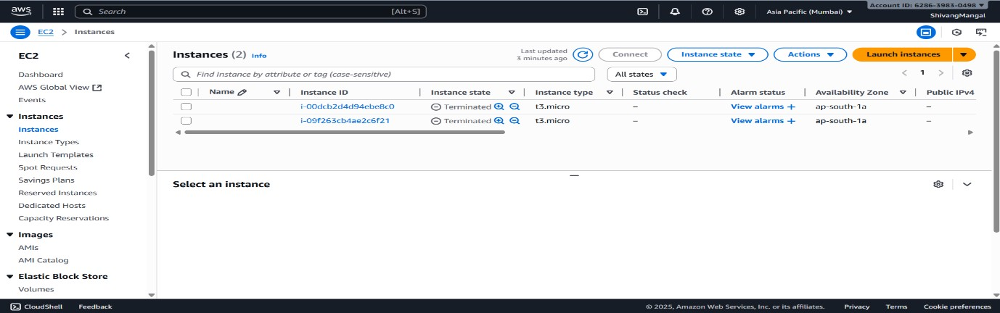 aws Search [Alt+S] Asia Pacific (Mumbai) Account ID: 6286-3983-0498
ShivangMangal
EC2 > Instances
EC2
Dashboard
AWS Global View
Events
Instances
Instances
Instance Types
Launch Templates
Spot Requests
Savings Plans
Reserved Instances
Dedicated Hosts
Capacity Reservations
Images
AMIs
AMI Catalog
Elastic Block Store
Volumes
Instances (2) Info
Last updated
3 minutes ago
Connect Instance state Actions Launch instances
Find Instance by attribute or tag (case-sensitive) All states 1
Name Instance ID Instance state Instance type Status check Alarm status Availability Zone Public IPv4
i-00dcb2d4d94ebe8c0 Terminated t3.micro – View alarms + ap-south-1a –
i-09f263cb4ae2c6f21 Terminated t3.micro – View alarms + ap-south-1a –
Select an instance
CloudShell Feedback © 2025, Amazon Web Services, Inc. or its affiliates. Privacy Terms Cookie preferences